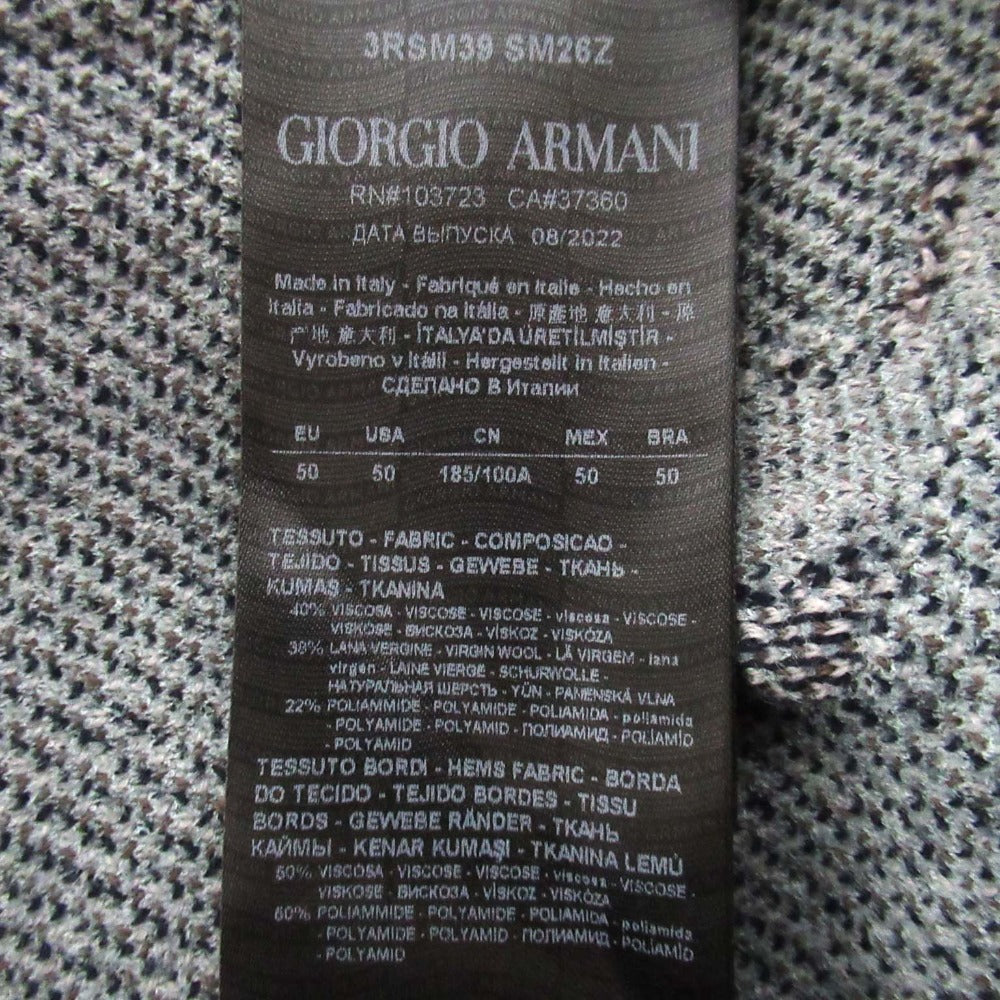 3RSM39 SM26Z
GIORGIO ARMANI
RN#103723 CA#37360
ДАТА ВЫПУСКА 08/2022
Made in Italy - Fabriqué en Italie - Hecho en
Italia - Fabricado na Itália - 原產地 意大利 - 原
产地 意大利 - İTALYA'DA ÜRETİLMİŞTİR -
Vyrobeno v Itálii - Hergestellt in Italien -
СДЕЛАНО В Италии
EU USA CN MEX BRA
50 50 185/100A 50 50
TESSUTO - FABRIC - COMPOSICAO -
TEJIDO - TISSUS - GEWEBE - ТКАНЬ -
KUMAŞ - TKANINA
40% VISCOSA - VISCOSE - VISCOSE - viscosa - VISCOSE -
VISKOSE - ВИСКОЗА - VİSKOZ - VISKÓZA
38% LANA VERGINE - VIRGIN WOOL - LÃ VIRGEM - lana
virgen - LAINE VIERGE - SCHURWOLLE -
НАТУРАЛЬНАЯ ШЕРСТЬ - YÜN - PAMENSKÁ VLNA
22% POLIAMMIDE - POLYAMIDE - POLIAMIDA - poliamida
- POLYAMIDE - POLYAMID - ПОЛИАМИД - POLİAMİD
- POLYAMID
TESSUTO BORDI - HEMS FABRIC - BORDA
DO TECIDO - TEJIDO BORDES - TISSU
BORDS - GEWEBE RÄNDER - ТКАНЬ
КАЙМЫ - KENAR KUMAŞI - TKANINA LEMŮ
50% VISCOSA - VISCOSE - VISCOSE - viscosa - VISCOSE -
VISKOSE - ВИСКОЗА - VİSKOZ - VISKÓZA
50% POLIAMMIDE - POLYAMIDE - POLIAMIDA - poliamida
- POLYAMIDE - POLYAMID - ПОЛИАМИД - POLİAMİD
- POLYAMID